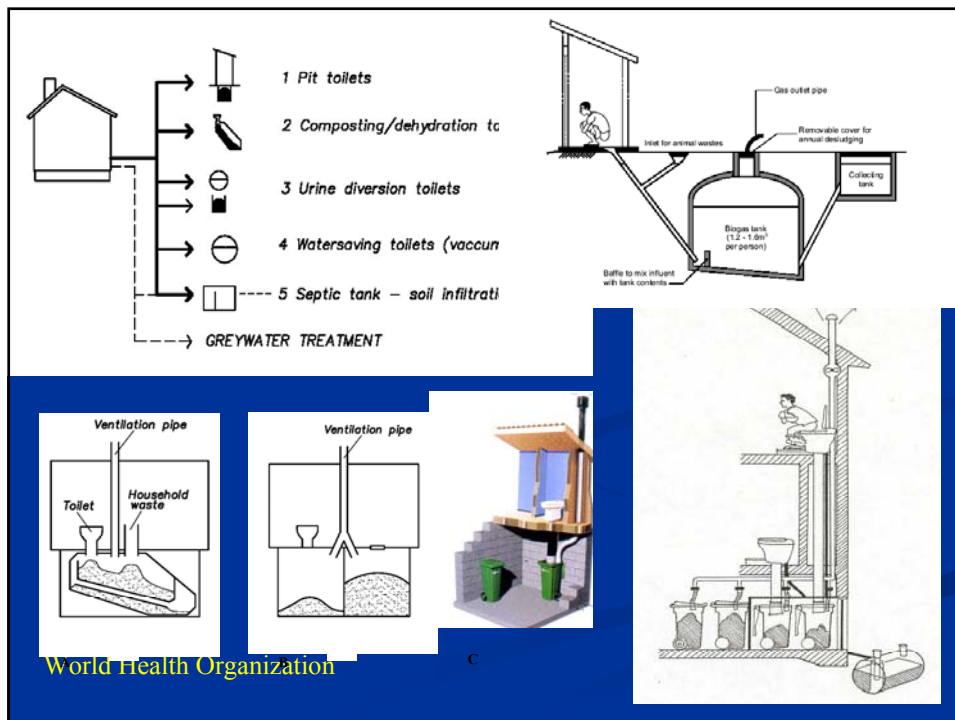 1 Pit toilets
2 Composting/dehydration to
3 Urine diversion toilets
4 Watersaving toilets (vaccum
5 Septic tank – soil infiltrati
GREYWATER TREATMENT
Gas outlet pipe
Removable cover for
annual desludging
Inlet for animal wastes
Collecting
tank
Biogas tank
(1.2 - 1.6m³
per person)
Baffle to mix influent
with tank contents
Ventilation pipe
Toilet
Household
waste
Ventilation pipe
A
B
C
World Health Organization